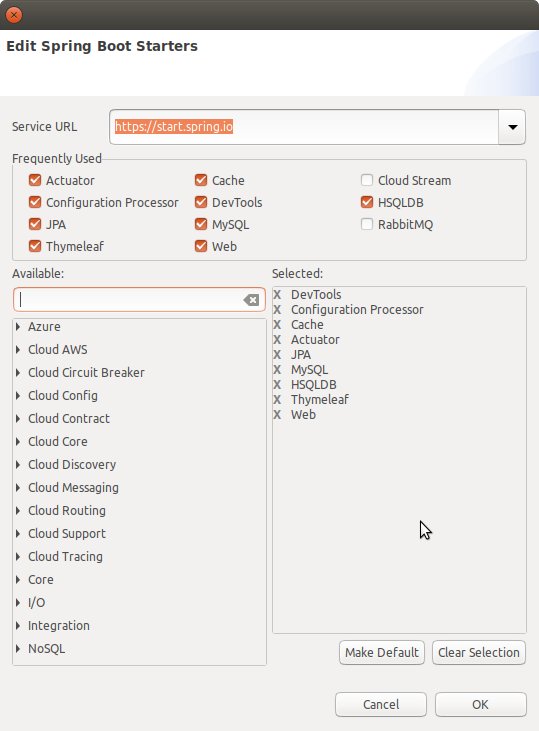 Edit Spring Boot Starters
Service URL https://start.spring.io
Frequently Used
Actuator Cache Cloud Stream
Configuration Processor DevTools HSQLDB
JPA MySQL RabbitMQ
Thymeleaf Web
Available:
Azure
Cloud AWS
Cloud Circuit Breaker
Cloud Config
Cloud Contract
Cloud Core
Cloud Discovery
Cloud Messaging
Cloud Routing
Cloud Support
Cloud Tracing
Core
I/O
Integration
NoSQL
Selected:
X DevTools
X Configuration Processor
X Cache
X Actuator
X JPA
X MySQL
X HSQLDB
X Thymeleaf
X Web
Make Default Clear Selection
Cancel OK